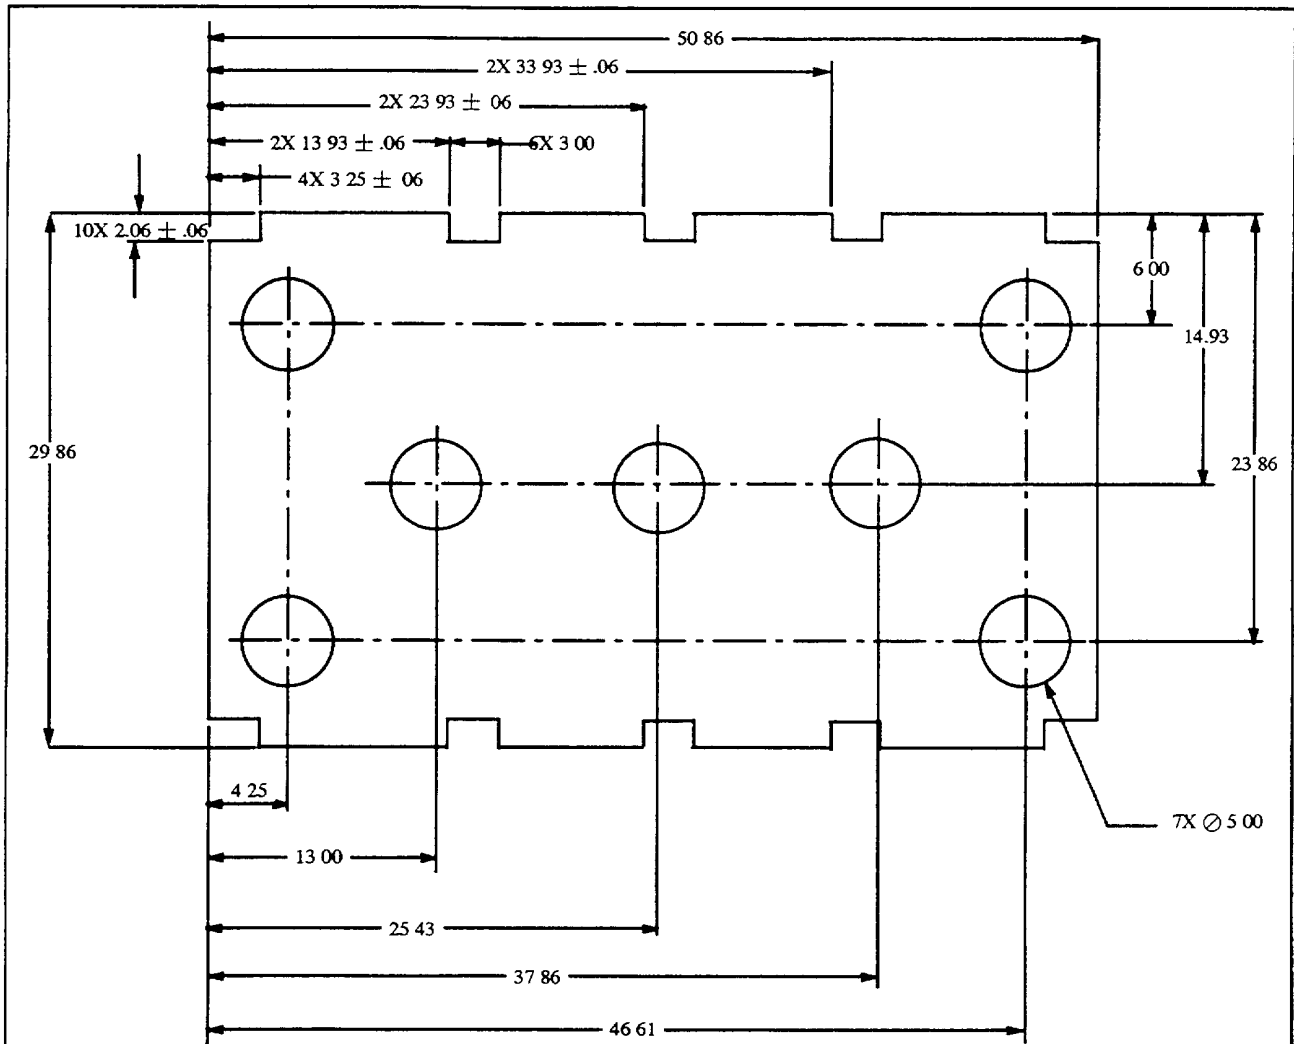 50 86
2X 33 93 ± .06
2X 23 93 ± 06
2X 13 93 ± .06
6X 3 00
4X 3 25 ± 06
10X 2.06 ± .06
6 00
14.93
29 86
23 86
4 25
7X ∅ 5 00
13 00
25 43
37 86
46 61